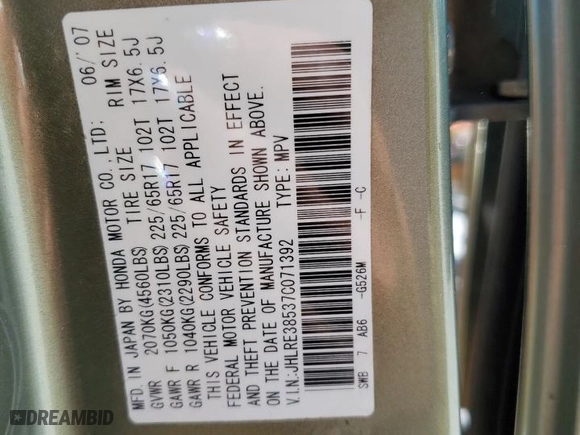 MFD. IN JAPAN BY HONDA MOTOR CO., LTD; 06/'07
GVWR 2070KG(4560LBS) TIRE SIZE RIM SIZE
GAWR F 1050KG(2310LBS) 225/65R17 102T 17X6.5J
GAWR R 1040KG(2290LBS) 225/65R17 102T 17X6.5J
THIS VEHICLE CONFORMS TO ALL APPLICABLE
FEDERAL MOTOR VEHICLE SAFETY
AND THEFT PREVENTION STANDARDS IN EFFECT
ON THE DATE OF MANUFACTURE SHOWN ABOVE.
V.I.N.:JHLRE38537C071392 TYPE: MPV
SWB 7 AB6 -G526M -F -C
DREAMBID